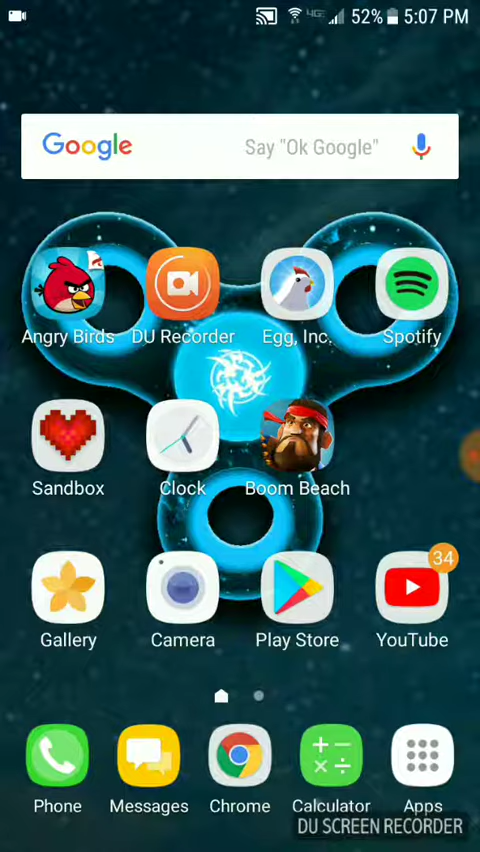 4G 52% 5:07 PM
Google Say "Ok Google"
Angry Birds DU Recorder Egg, Inc. Spotify
Sandbox Clock Boom Beach
34
Gallery Camera Play Store YouTube
Phone Messages Chrome Calculator Apps
DU SCREEN RECORDER